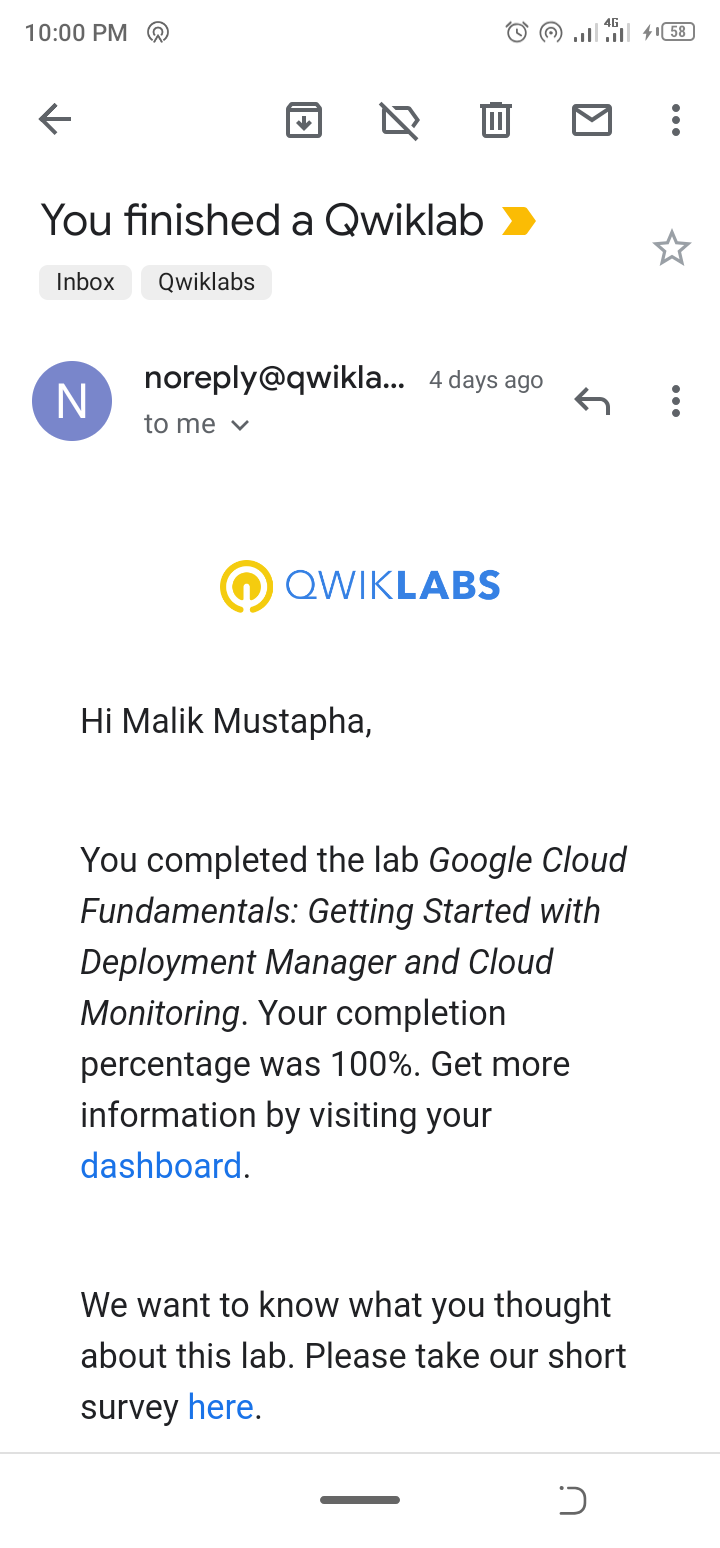 10:00 PM 4G 58
You finished a Qwiklab
Inbox Qwiklabs
N noreply@qwikla... 4 days ago
to me
QWIKLABS
Hi Malik Mustapha,
You completed the lab Google Cloud
Fundamentals: Getting Started with
Deployment Manager and Cloud
Monitoring. Your completion
percentage was 100%. Get more
information by visiting your
dashboard.
We want to know what you thought
about this lab. Please take our short
survey here.